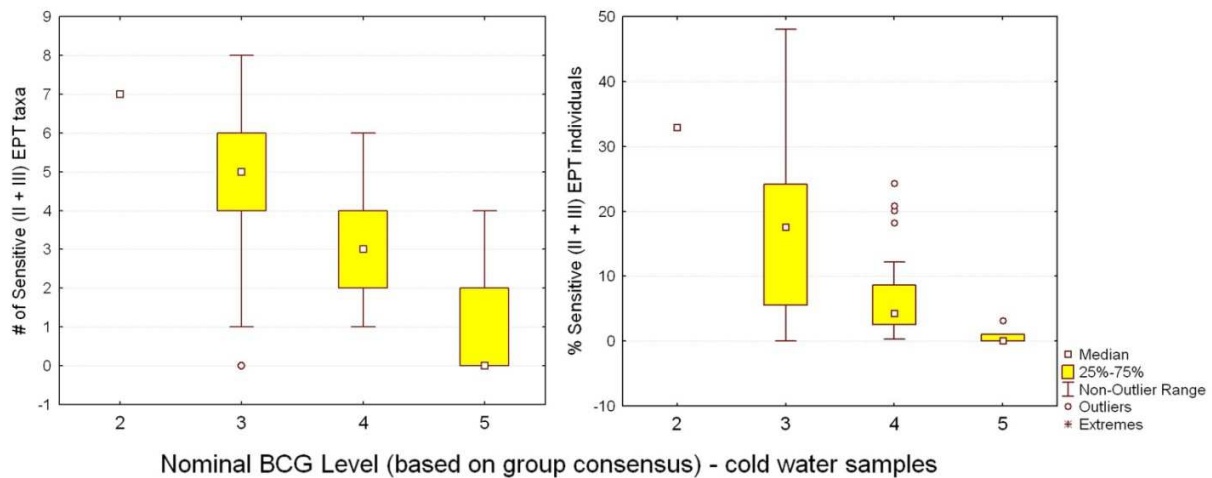 # of Sensitive (II + III) EPT taxa
9
8
7
6
5
4
3
2
1
0
-1
2 3 4 5
% Sensitive (II + III) EPT individuals
50
40
30
20
10
0
-10
2 3 4 5
Median
25%-75%
Non-Outlier Range
Outliers
Extremes
Nominal BCG Level (based on group consensus) - cold water samples